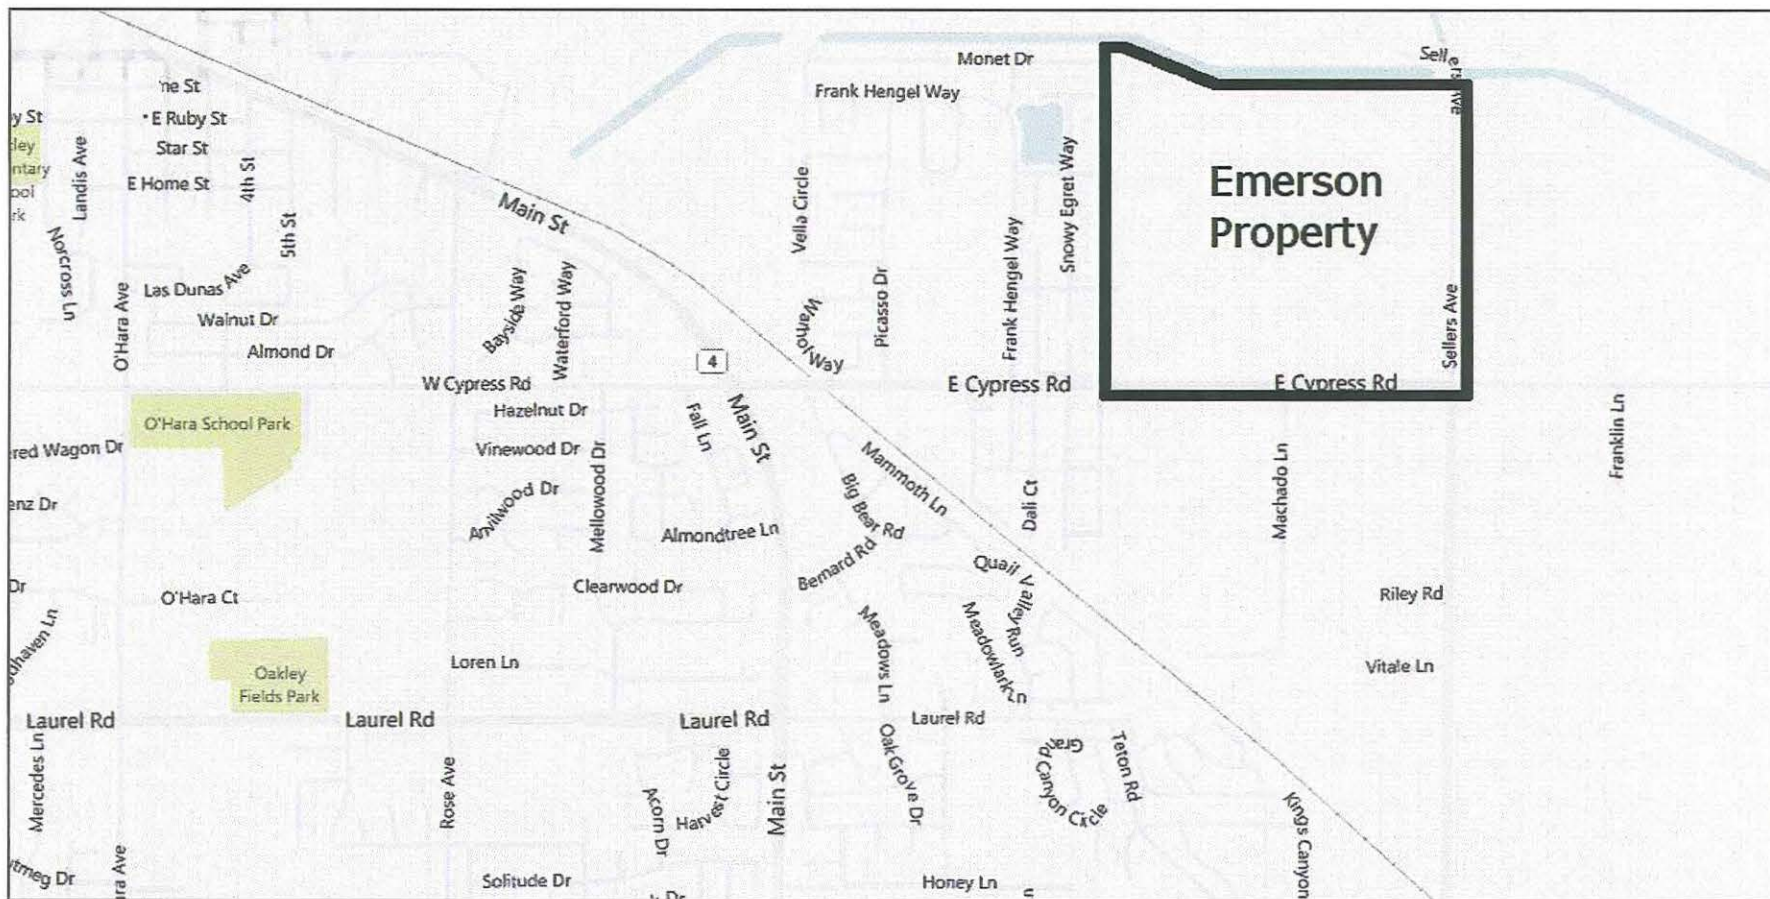 Monet Dr
Sellers Ave
Frank Hengel Way
E Ruby St
Star St
E Home St
Landis Ave
4th St
5th St
Norcross Ln
O'Hara Ave
Las Dunas Ave
Walnut Dr
Almond Dr
Main St
Bayside Way
Waterford Way
Vella Circle
Warhol Way
Picasso Dr
Frank Hengel Way
Snowy Egret Way
Emerson
Property
Sellers Ave
4
W Cypress Rd
E Cypress Rd
E Cypress Rd
O'Hara School Park
Hazelnut Dr
Vinewood Dr
Anvilwood Dr
Mellowood Dr
Fall Ln
Main St
Almondtree Ln
Clearwood Dr
Mammoth Ln
Big Bear Rd
Bernard Rd
Dali Ct
Machado Ln
Franklin Ln
Wagon Dr
O'Hara Ct
Quail Valley Run
Meadowlark Ln
Meadows Ln
Riley Rd
Vitale Ln
Loren Ln
Oakley
Fields Park
Laurel Rd
Laurel Rd
Laurel Rd
Laurel Rd
Mercedes Ln
Rose Ave
Acorn Dr
Harvest Circle
Main St
Oak Grove Dr
Grand Canyon Circle
Teton Rd
Kings Canyon
Solitude Dr
Honey Ln